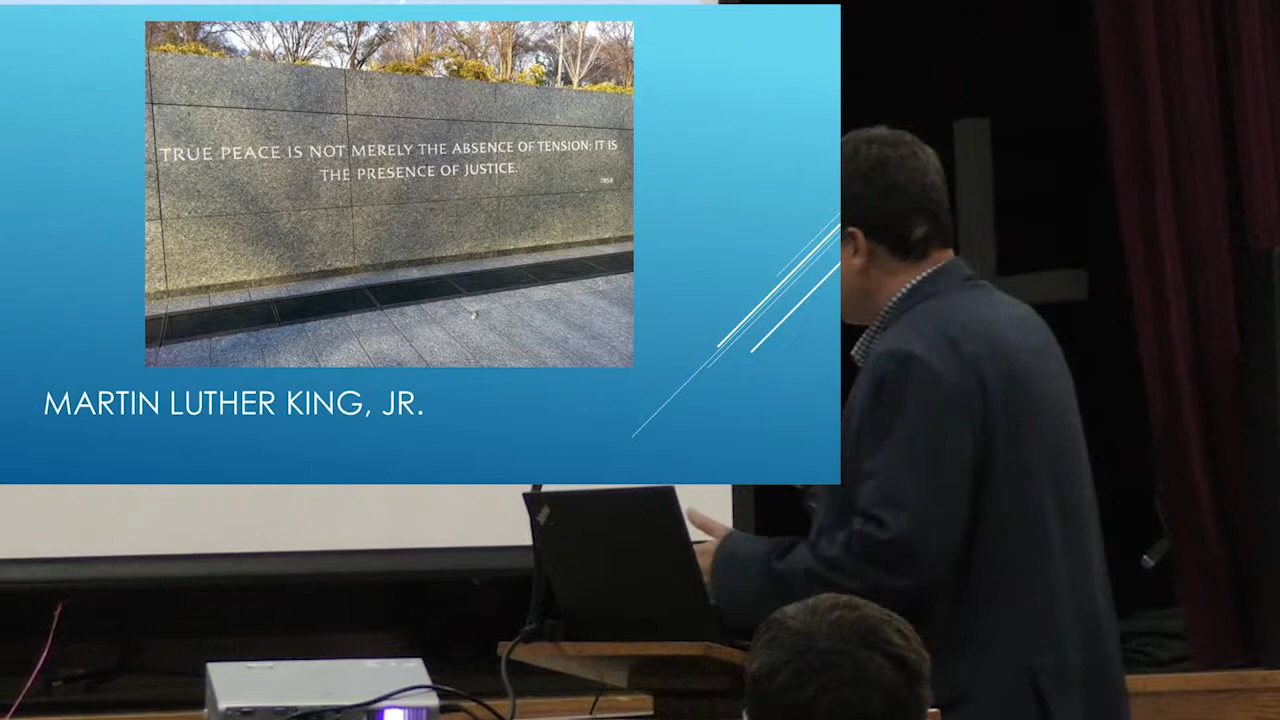 TRUE PEACE IS NOT MERELY THE ABSENCE OF TENSION; IT IS
THE PRESENCE OF JUSTICE.
1958
MARTIN LUTHER KING, JR.